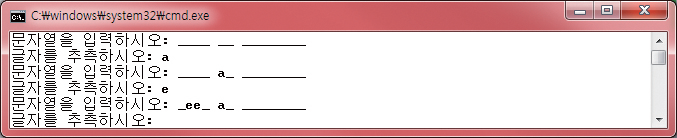 C:₩windows₩system32₩cmd.exe
문자열을 입력하시오: ____ __ _______
글자를 추측하시오: a
문자열을 입력하시오: ____ a_ _______
글자를 추측하시오: e
문자열을 입력하시오: _ee_ a_ _______
글자를 추측하시오: